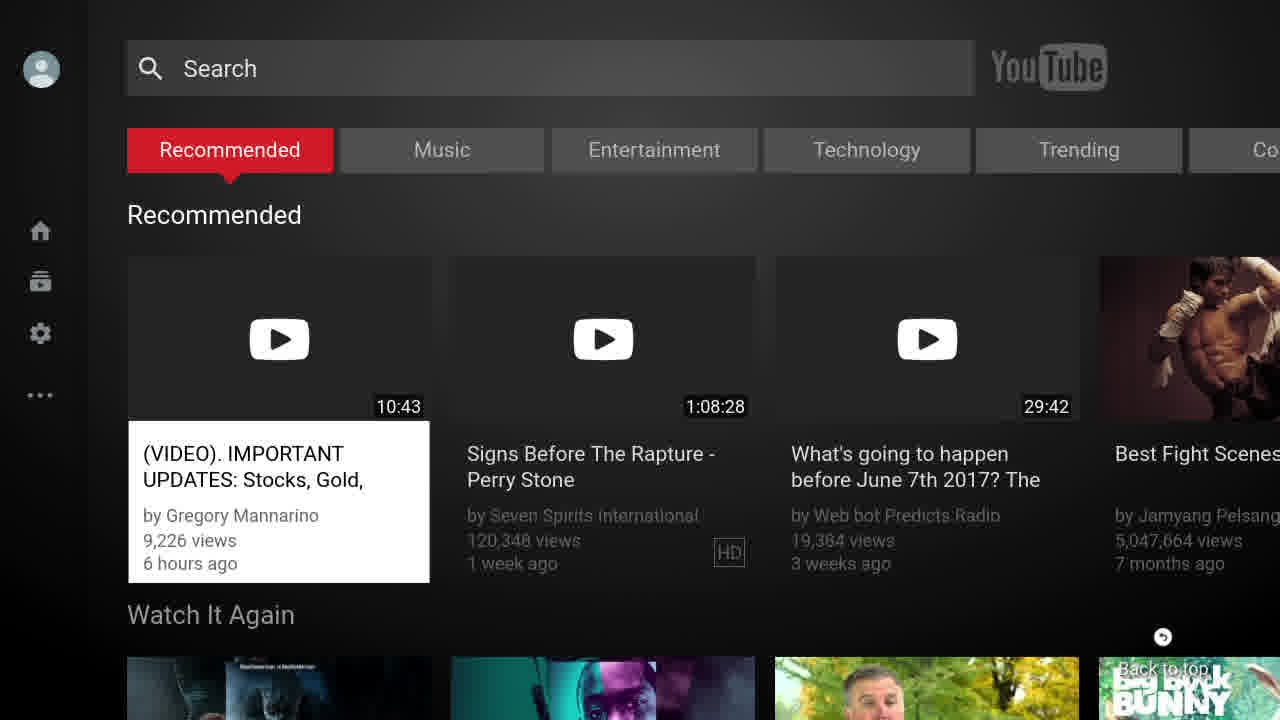 Search
YouTube
Recommended
Music
Entertainment
Technology
Trending
Co
Recommended
10:43
1:08:28
29:42
(VIDEO). IMPORTANT
UPDATES: Stocks, Gold,
by Gregory Mannarino
9,226 views
6 hours ago
Signs Before The Rapture -
Perry Stone
by Seven Spirits International
120,348 views
1 week ago
HD
What's going to happen
before June 7th 2017? The
by Web bot Predicts Radio
19,384 views
3 weeks ago
Best Fight Scenes
by Jamyang Pelsang
5,047,664 views
7 months ago
Watch It Again
Back to top
Big Buck
BUNNY